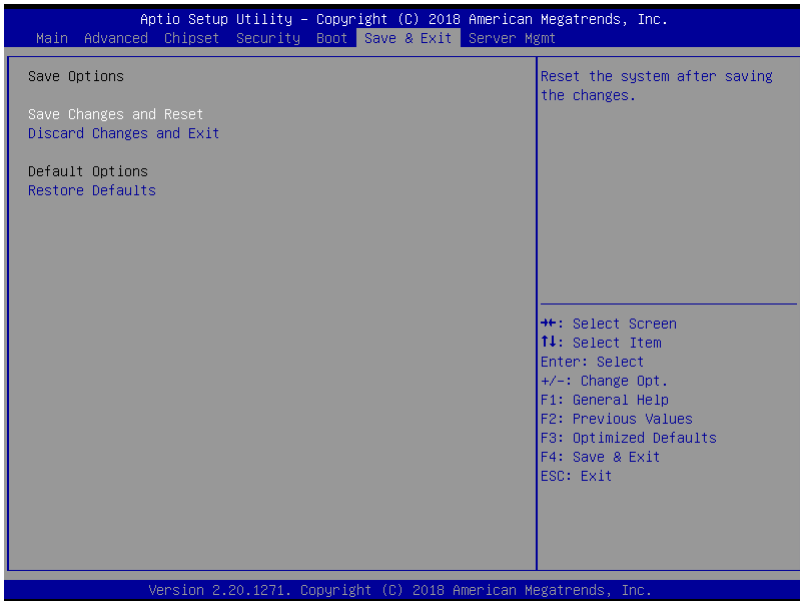 Aptio Setup Utility – Copyright (C) 2018 American Megatrends, Inc.
Main Advanced Chipset Security Boot Save & Exit Server Mgmt
Save Options
Save Changes and Reset
Discard Changes and Exit
Default Options
Restore Defaults
Reset the system after saving
the changes.
→←: Select Screen
↑↓: Select Item
Enter: Select
+/-: Change Opt.
F1: General Help
F2: Previous Values
F3: Optimized Defaults
F4: Save & Exit
ESC: Exit
Version 2.20.1271. Copyright (C) 2018 American Megatrends, Inc.